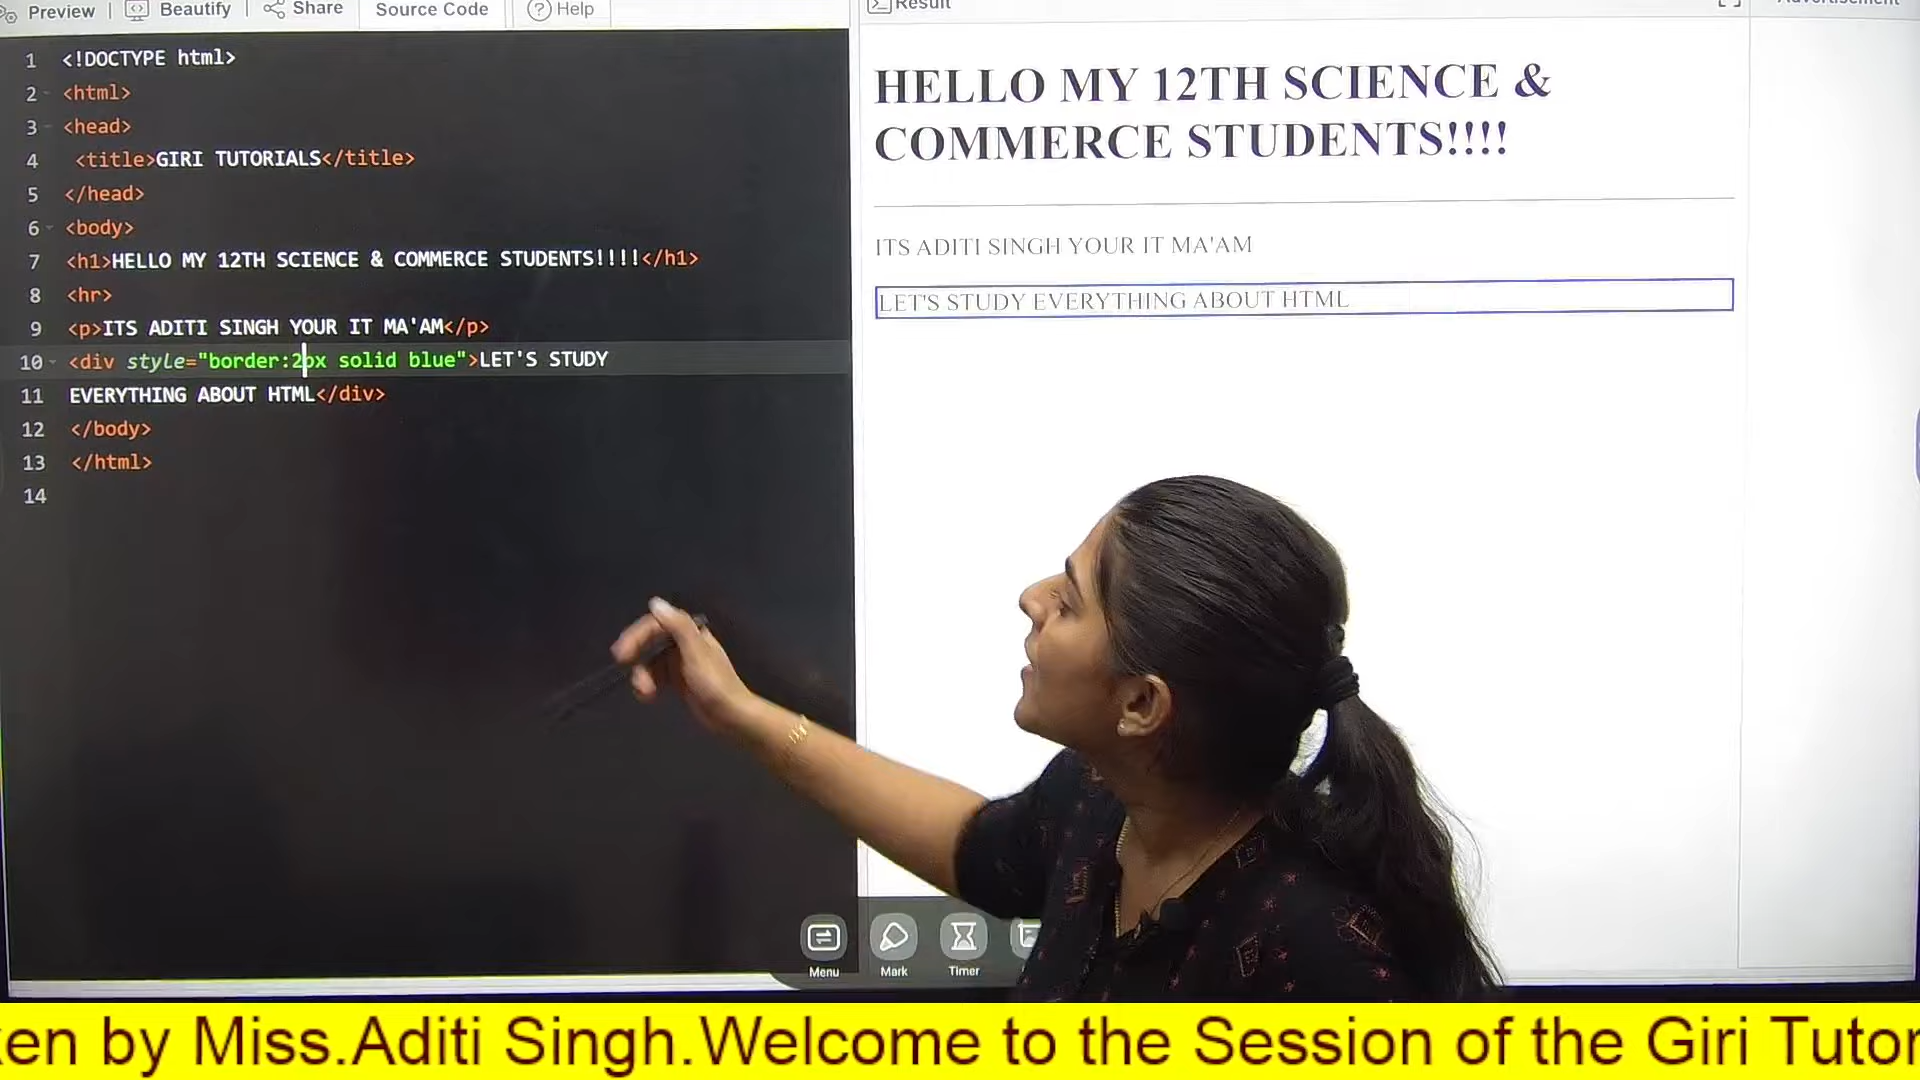 Preview | Beautify | Share Source Code Help
1 <!DOCTYPE html>
2 <html>
3 <head>
4 <title>GIRI TUTORIALS</title>
5 </head>
6 <body>
7 <h1>HELLO MY 12TH SCIENCE & COMMERCE STUDENTS!!!!</h1>
8 <hr>
9 <p>ITS ADITI SINGH YOUR IT MA'AM</p>
10 <div style="border:2px solid blue">LET'S STUDY
11 EVERYTHING ABOUT HTML</div>
12 </body>
13 </html>
14
Result
HELLO MY 12TH SCIENCE &
COMMERCE STUDENTS!!!!
ITS ADITI SINGH YOUR IT MA'AM
LET'S STUDY EVERYTHING ABOUT HTML
Advertisement
Menu Mark Timer
ken by Miss.Aditi Singh.Welcome to the Session of the Giri Tutor